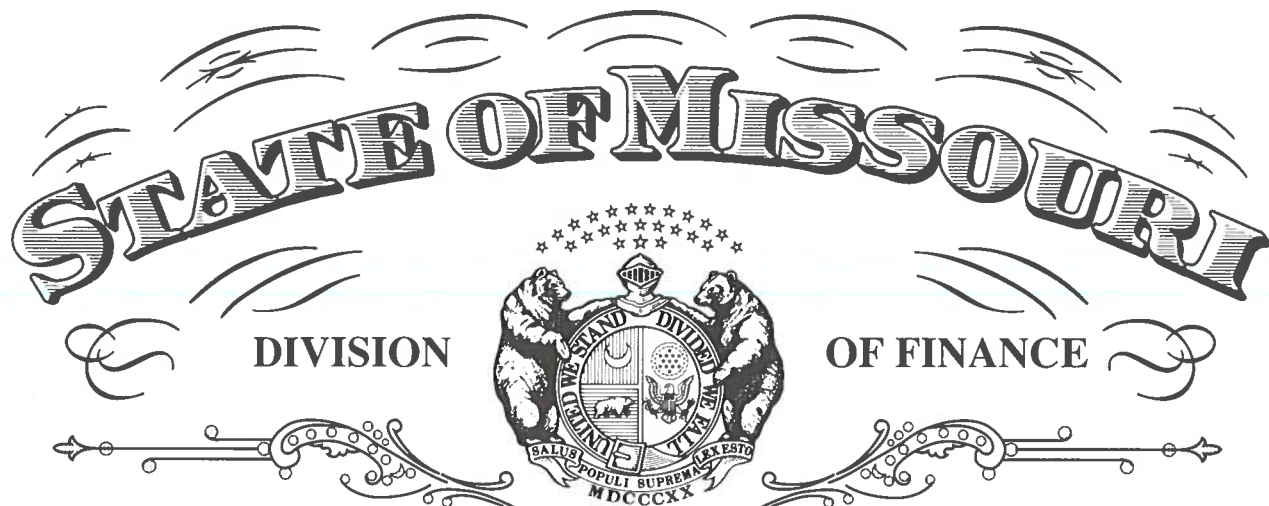 STATE OF MISSOURI
DIVISION OF FINANCE
UNITED WE STAND DIVIDED WE FALL
SALUS POPULI SUPREMA LEX ESTO
MDCCCXX